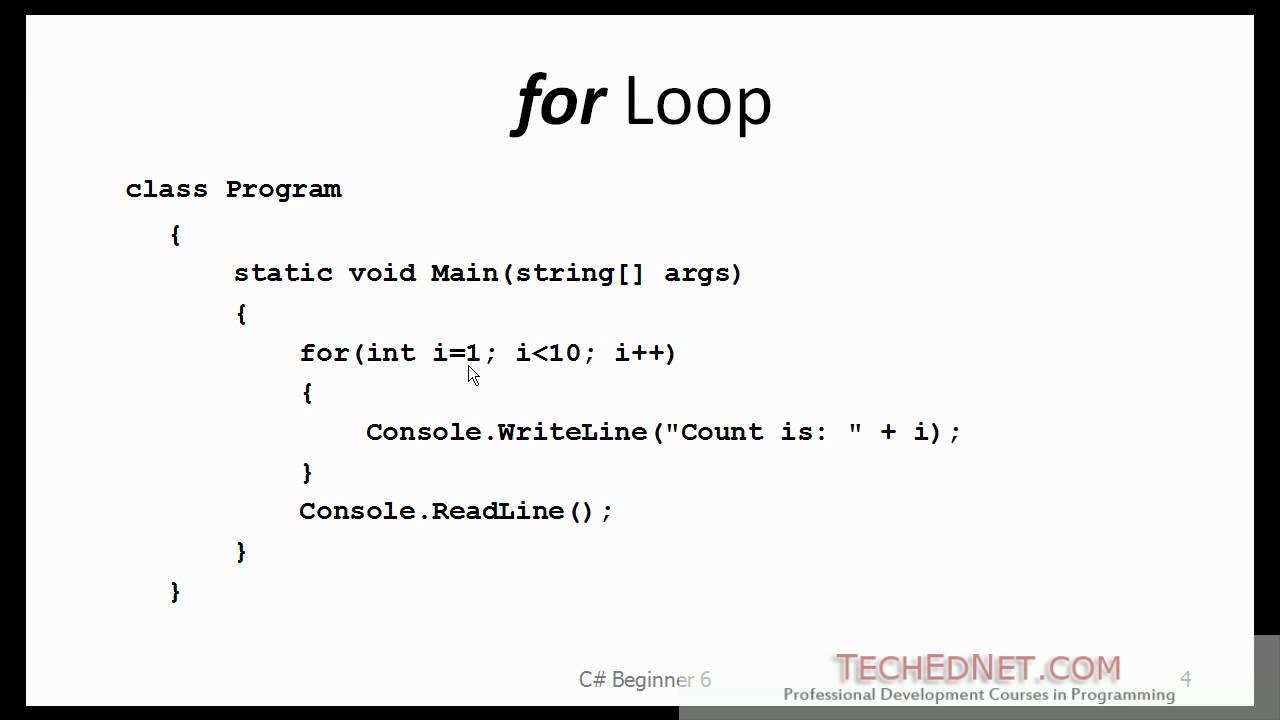 for Loop
class Program
{
static void Main(string[] args)
{
for(int i=1; i<10; i++)
{
Console.WriteLine("Count is: " + i);
}
Console.ReadLine();
}
}
C# Beginner 6
TECHEDNET.COM
Professional Development Courses in Programming
4